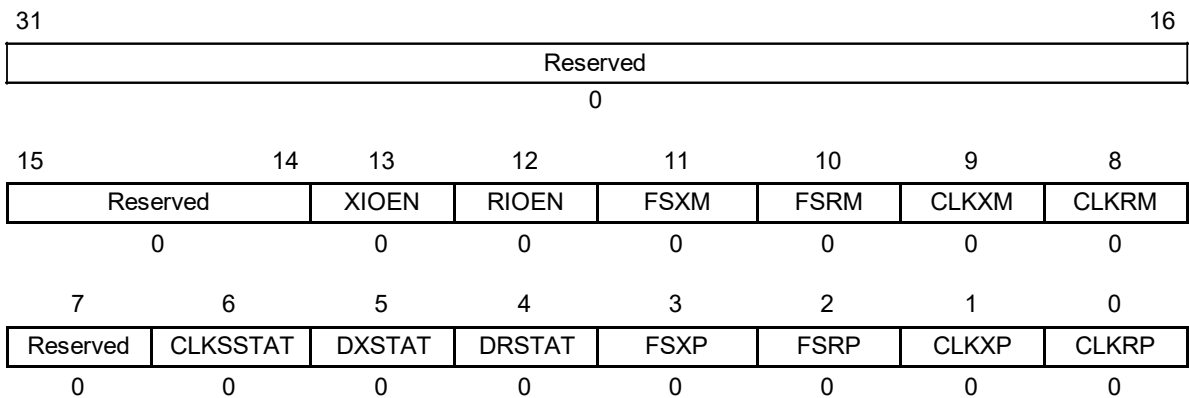 31 16
Reserved
0
15 14 13 12 11 10 9 8
Reserved XIOEN RIOEN FSXM FSRM CLKXM CLKRM
0 0 0 0 0 0 0
7 6 5 4 3 2 1 0
Reserved CLKSSTAT DXSTAT DRSTAT FSXP FSRP CLKXP CLKRP
0 0 0 0 0 0 0 0